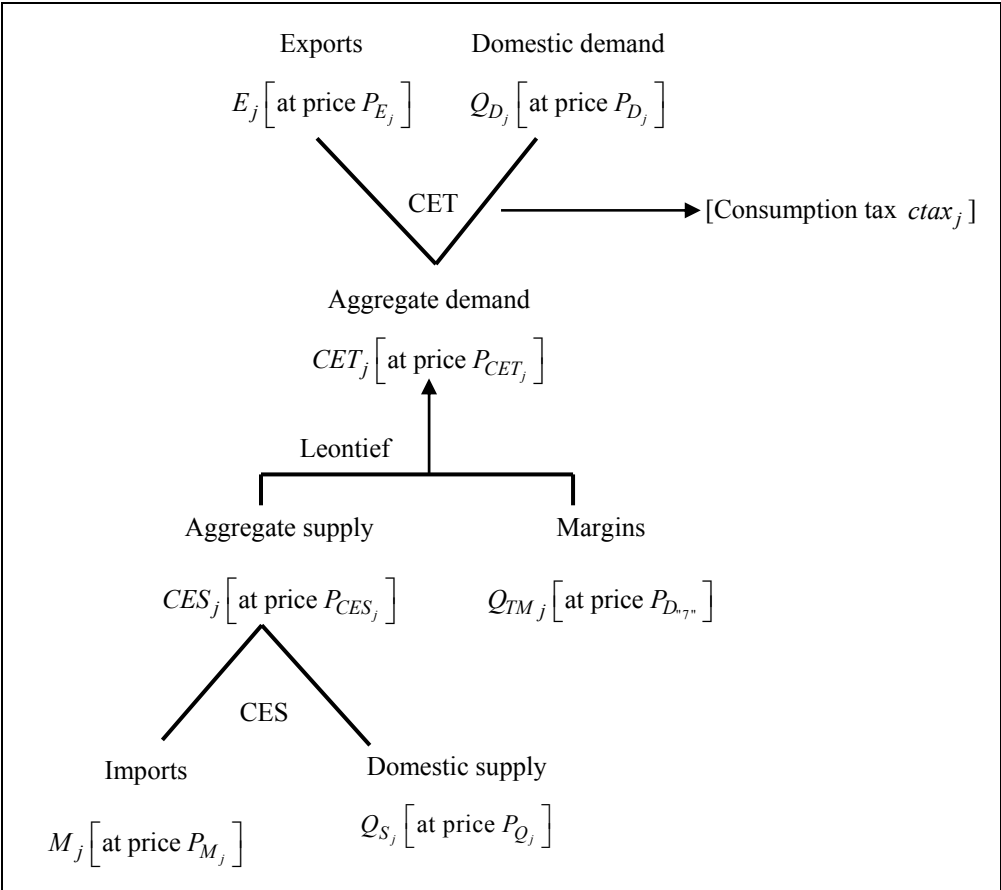 Exports Domestic demand
E_j [at price P_{E_j}] Q_{D_j} [at price P_{D_j}]
CET
[Consumption tax ctax_j ]
Aggregate demand
CET_j [at price P_{CET_j}]
Leontief
Aggregate supply Margins
CES_j [at price P_{CES_j}] Q_{TM j} [at price P_{D"7"}]
CES
Imports Domestic supply
M_j [at price P_{M_j}] Q_{S_j} [at price P_{Q_j}]